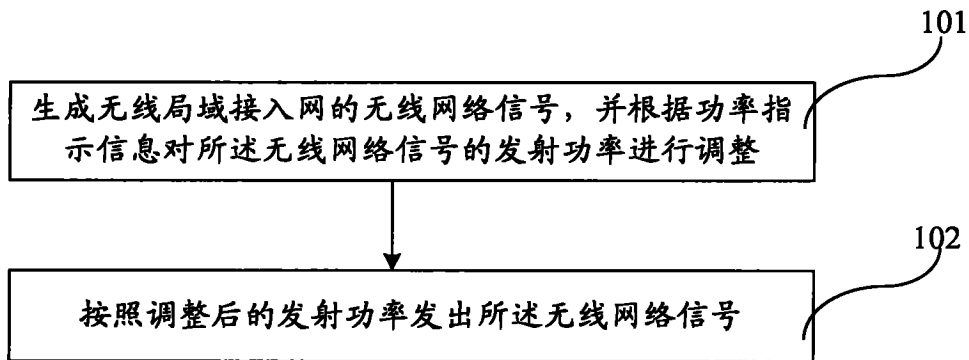 101
生成无线局域接入网的无线网络信号，并根据功率指
示信息对所述无线网络信号的发射功率进行调整
102
按照调整后的发射功率发出所述无线网络信号